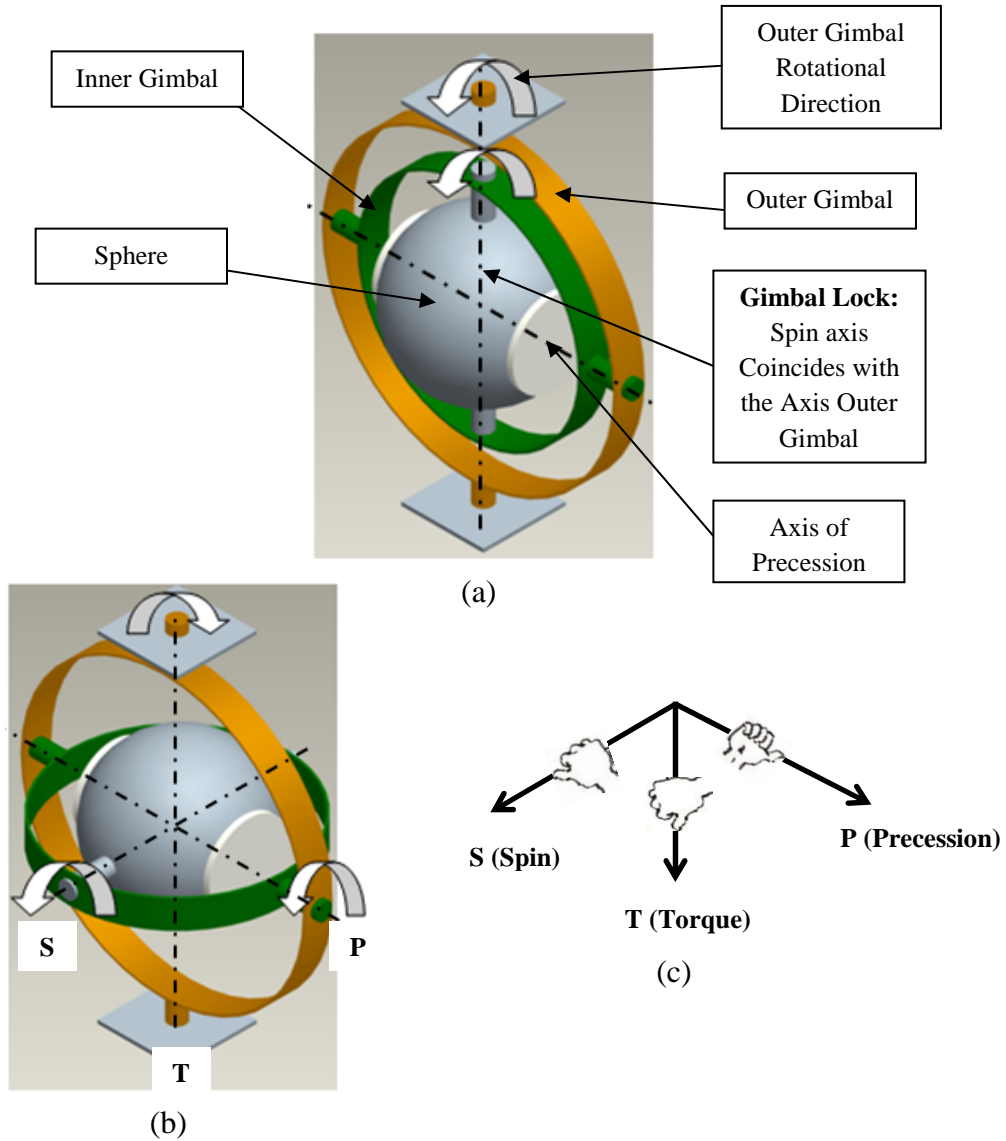 Inner Gimbal
Sphere
Outer Gimbal
Rotational
Direction
Outer Gimbal
Gimbal Lock:
Spin axis
Coincides with
the Axis Outer
Gimbal
Axis of
Precession
(a)
S
P
T
(b)
S (Spin)
P (Precession)
T (Torque)
(c)